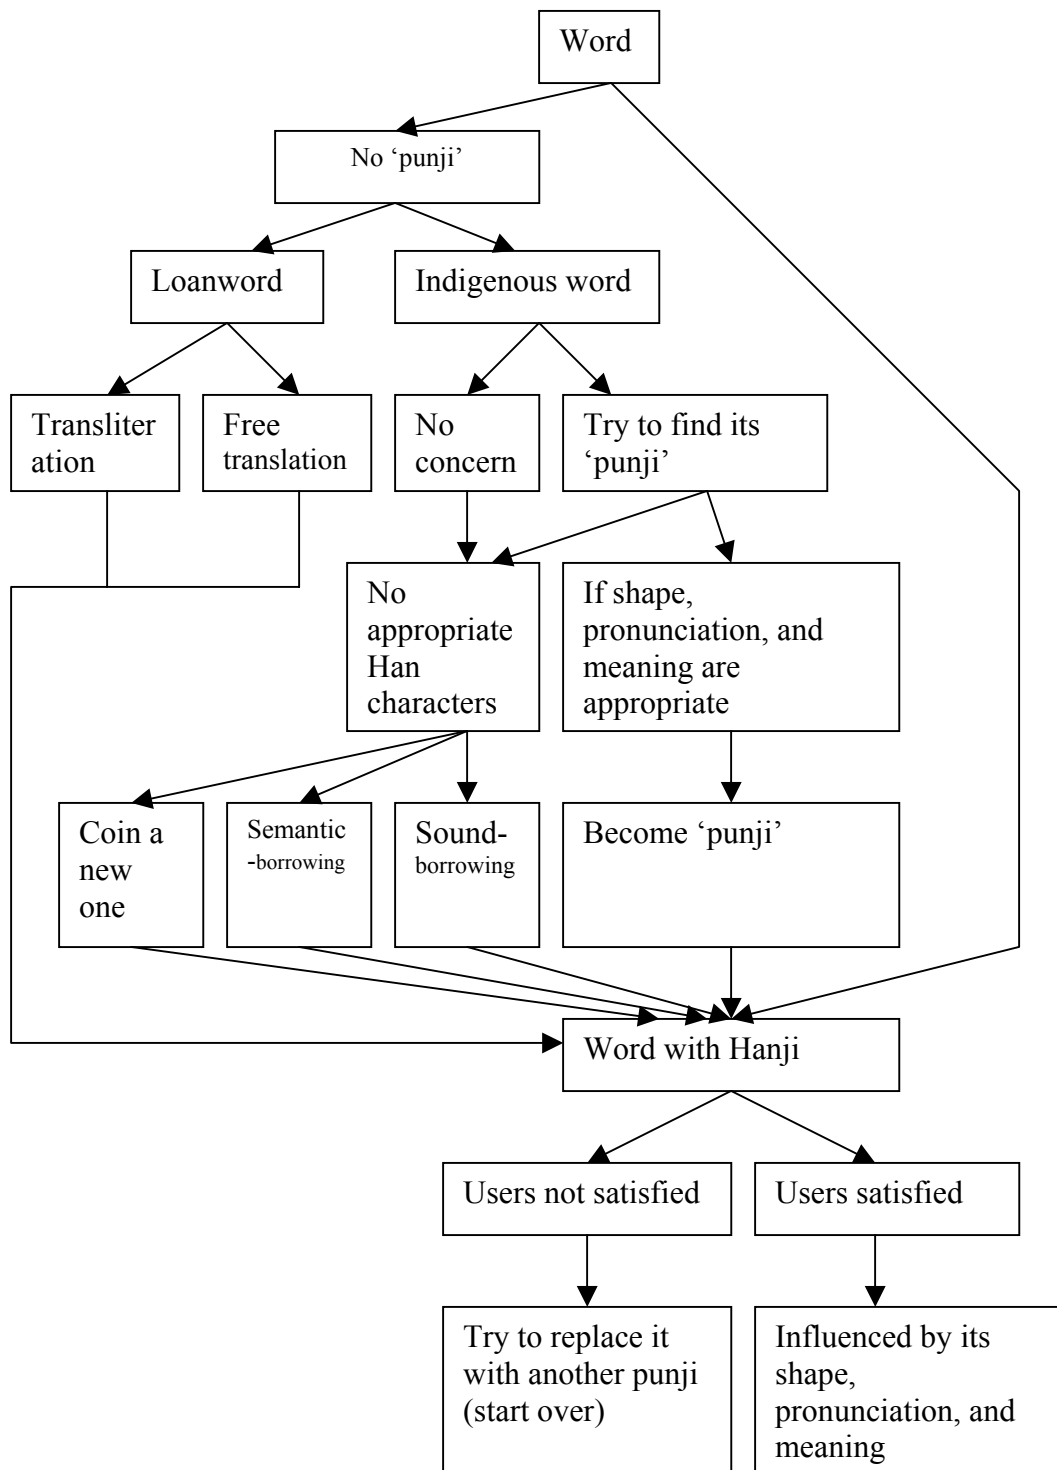 Word
No ‘punji’
Loanword
Indigenous word
Transliter
ation
Free
translation
No
concern
Try to find its
‘punji’
No
appropriate
Han
characters
If shape,
pronunciation, and
meaning are
appropriate
Coin a
new
one
Semantic
-borrowing
Sound-
borrowing
Become ‘punji’
Word with Hanji
Users not satisfied
Users satisfied
Try to replace it
with another punji
(start over)
Influenced by its
shape,
pronunciation, and
meaning